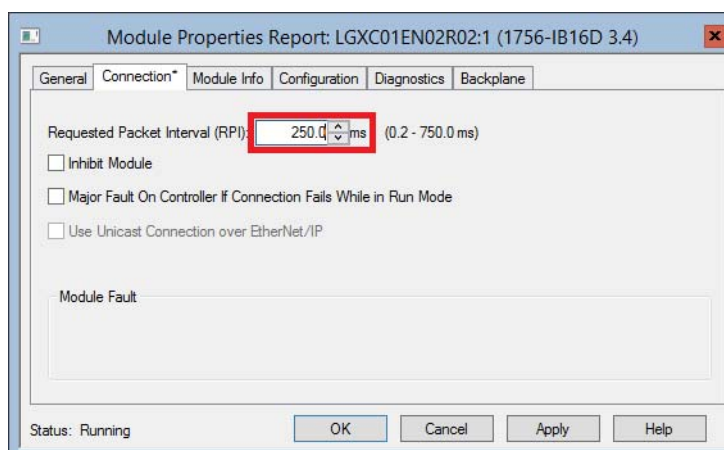 Module Properties Report: LGXC01EN02R02:1 (1756-IB16D 3.4)
General Connection* Module Info Configuration Diagnostics Backplane
Requested Packet Interval (RPI): 250.0 ms (0.2 - 750.0 ms)
Inhibit Module
Major Fault On Controller If Connection Fails While in Run Mode
Use Unicast Connection over EtherNet/IP
Module Fault
Status: Running OK Cancel Apply Help